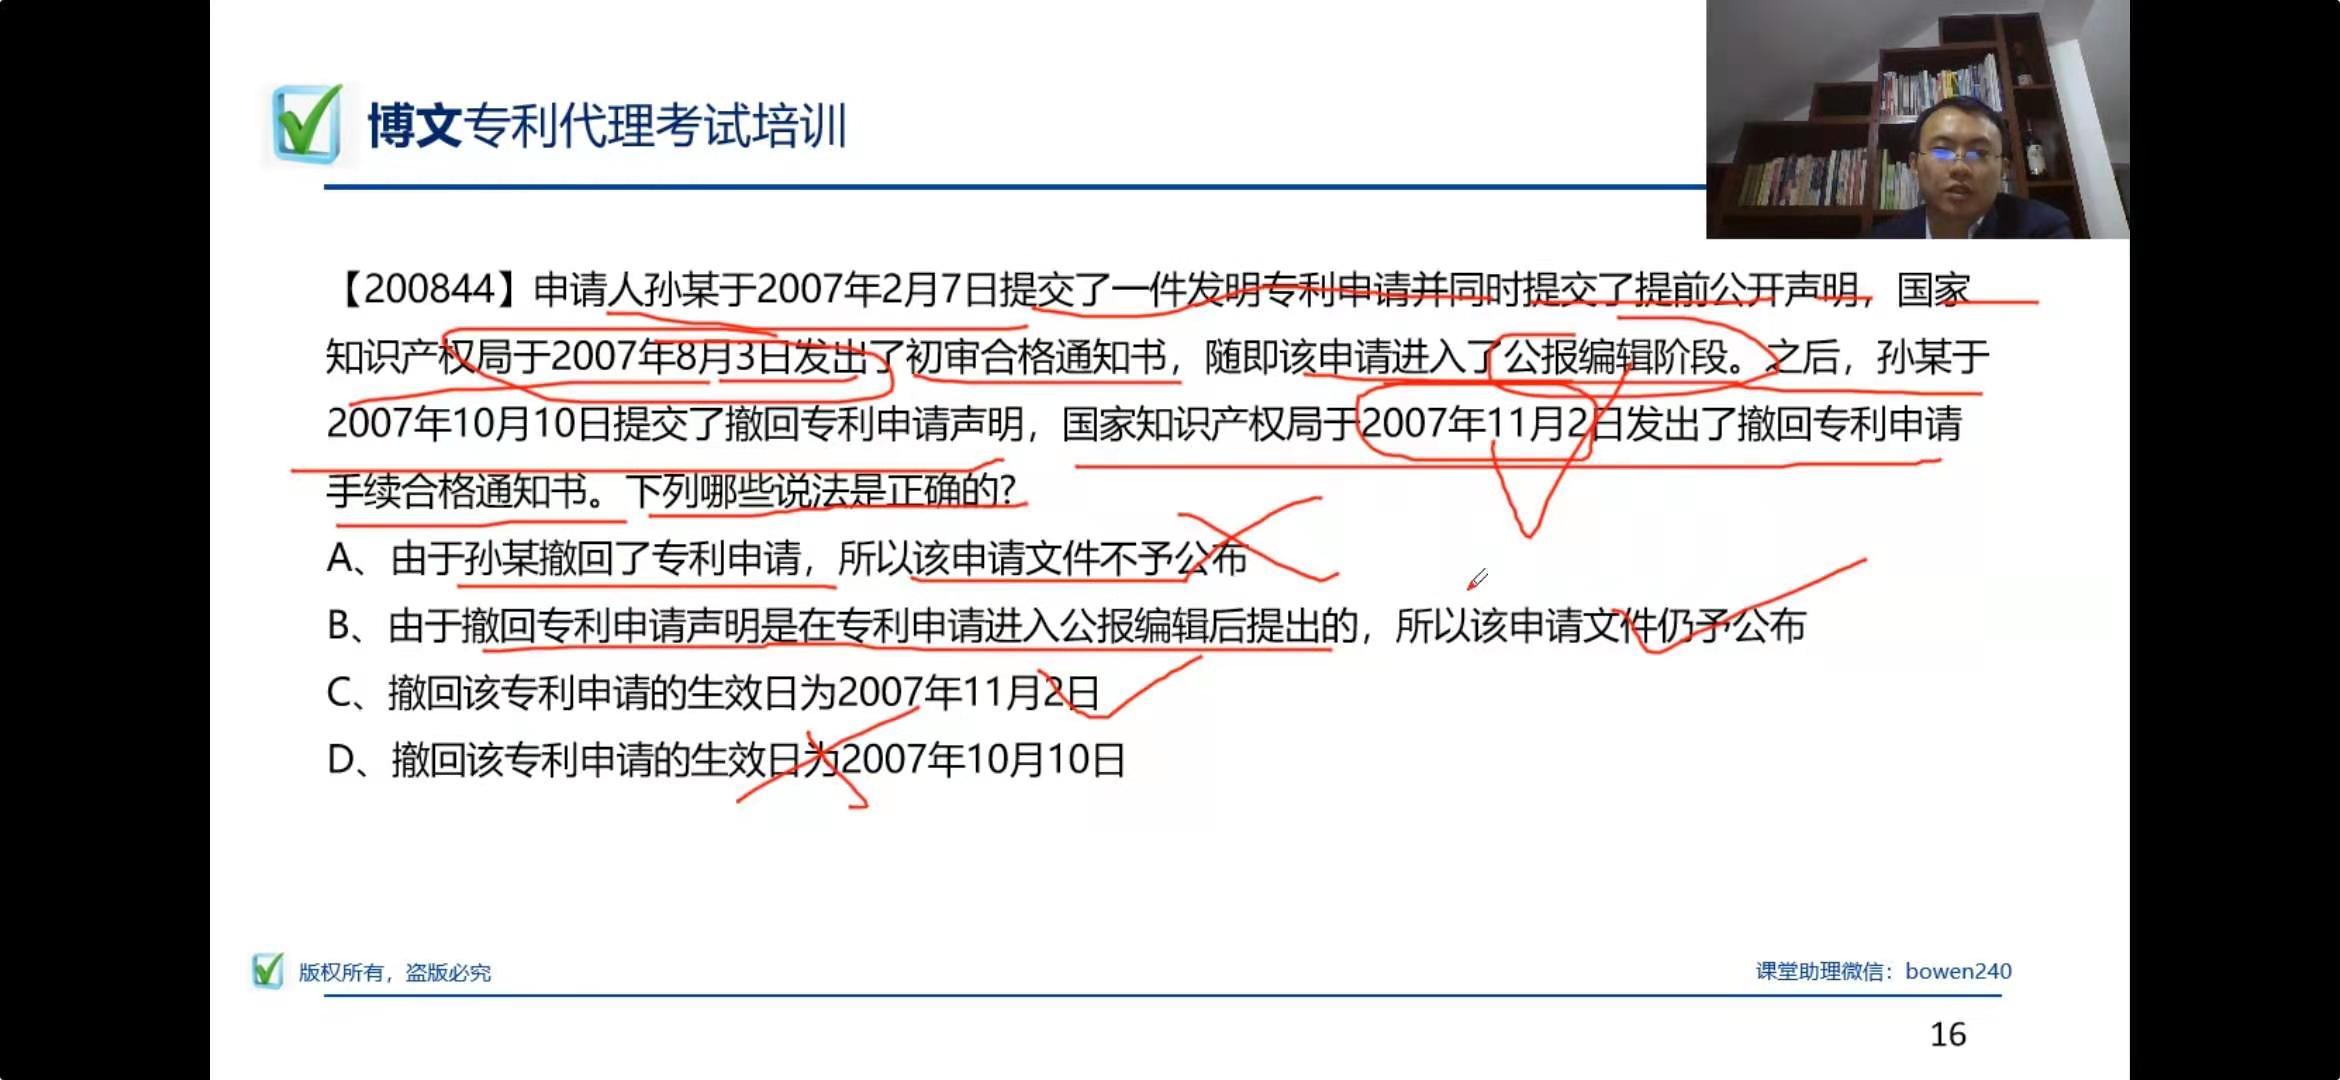 博文专利代理考试培训
【200844】申请人孙某于2007年2月7日提交了一件发明专利申请并同时提交了提前公开声明，国家
知识产权局于2007年8月3日发出了初审合格通知书，随即该申请进入了公报编辑阶段。之后，孙某于
2007年10月10日提交了撤回专利申请声明，国家知识产权局于2007年11月2日发出了撤回专利申请
手续合格通知书。下列哪些说法是正确的?
A、由于孙某撤回了专利申请，所以该申请文件不予公布
B、由于撤回专利申请声明是在专利申请进入公报编辑后提出的，所以该申请文件仍予公布
C、撤回该专利申请的生效日为2007年11月2日
D、撤回该专利申请的生效日为2007年10月10日
版权所有，盗版必究
课堂助理微信：bowen240
16